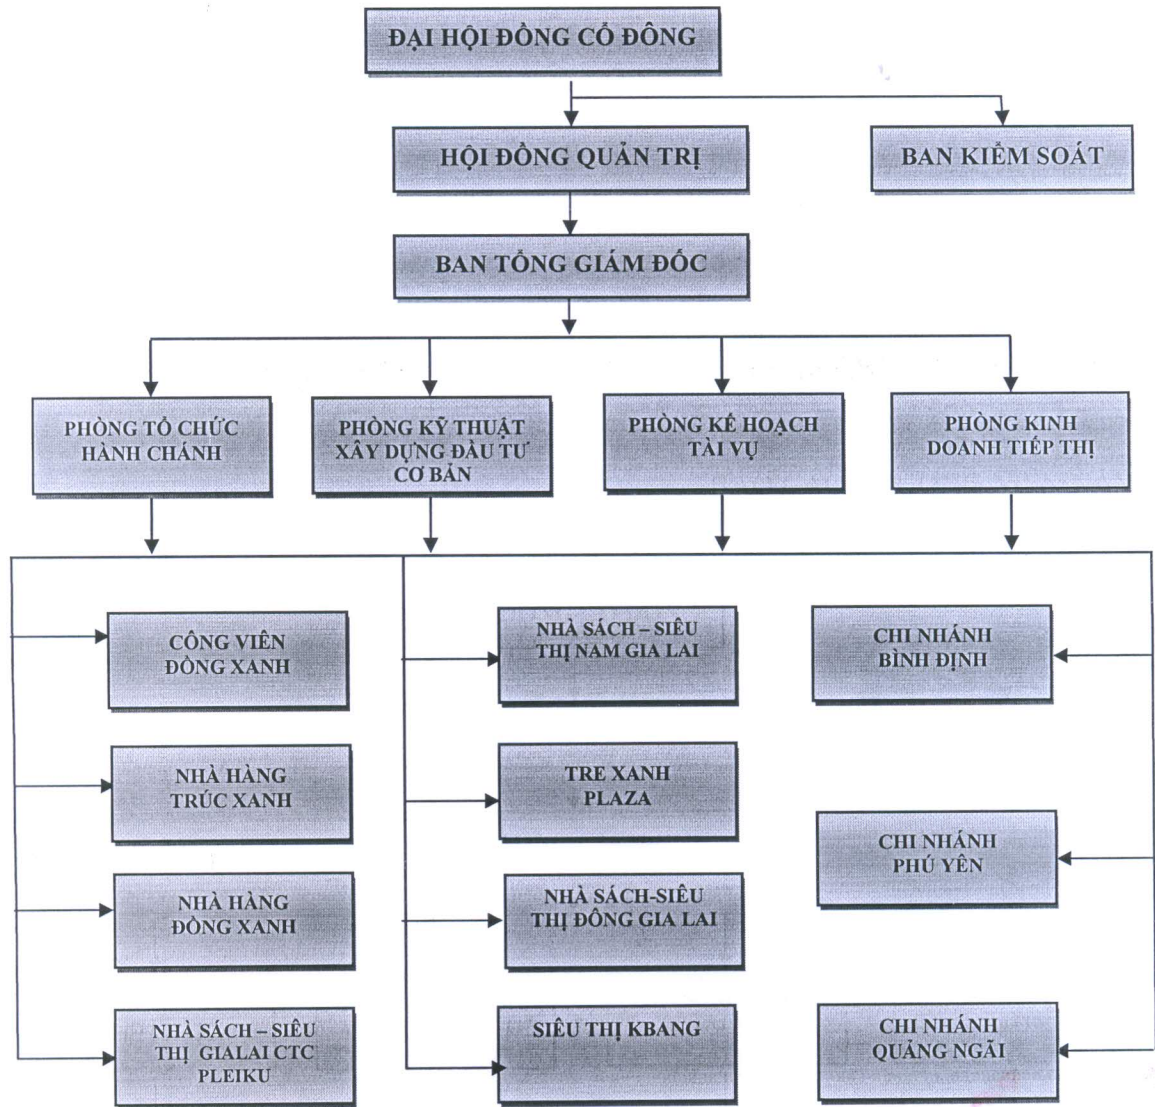 ĐẠI HỘI ĐỒNG CỔ ĐÔNG
HỘI ĐỒNG QUẢN TRỊ
BAN KIỂM SOÁT
BAN TỔNG GIÁM ĐỐC
PHÒNG TỔ CHỨC
HÀNH CHÁNH
PHÒNG KỸ THUẬT
XÂY DỰNG ĐẦU TƯ
CƠ BẢN
PHÒNG KẾ HOẠCH
TÀI VỤ
PHÒNG KINH
DOANH TIẾP THỊ
CÔNG VIÊN
ĐỒNG XANH
NHÀ SÁCH – SIÊU
THỊ NAM GIA LAI
CHI NHÁNH
BÌNH ĐỊNH
NHÀ HÀNG
TRÚC XANH
TRE XANH
PLAZA
CHI NHÁNH
PHÚ YÊN
NHÀ HÀNG
ĐỒNG XANH
NHÀ SÁCH-SIÊU
THỊ ĐÔNG GIA LAI
NHÀ SÁCH – SIÊU
THỊ GIALAI CTC
PLEIKU
SIÊU THỊ KBANG
CHI NHÁNH
QUẢNG NGÃI